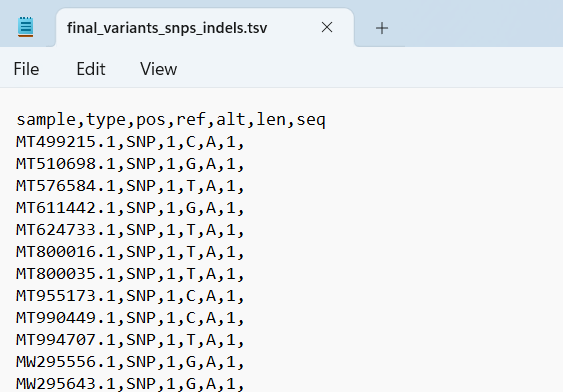 final_variants_snps_indels.tsv
File Edit View
sample,type,pos,ref,alt,len,seq
MT499215.1,SNP,1,C,A,1,
MT510698.1,SNP,1,G,A,1,
MT576584.1,SNP,1,T,A,1,
MT611442.1,SNP,1,G,A,1,
MT624733.1,SNP,1,T,A,1,
MT800016.1,SNP,1,T,A,1,
MT800035.1,SNP,1,T,A,1,
MT955173.1,SNP,1,C,A,1,
MT990449.1,SNP,1,C,A,1,
MT994707.1,SNP,1,T,A,1,
MW295556.1,SNP,1,G,A,1,
MW295643.1,SNP,1,G,A,1,